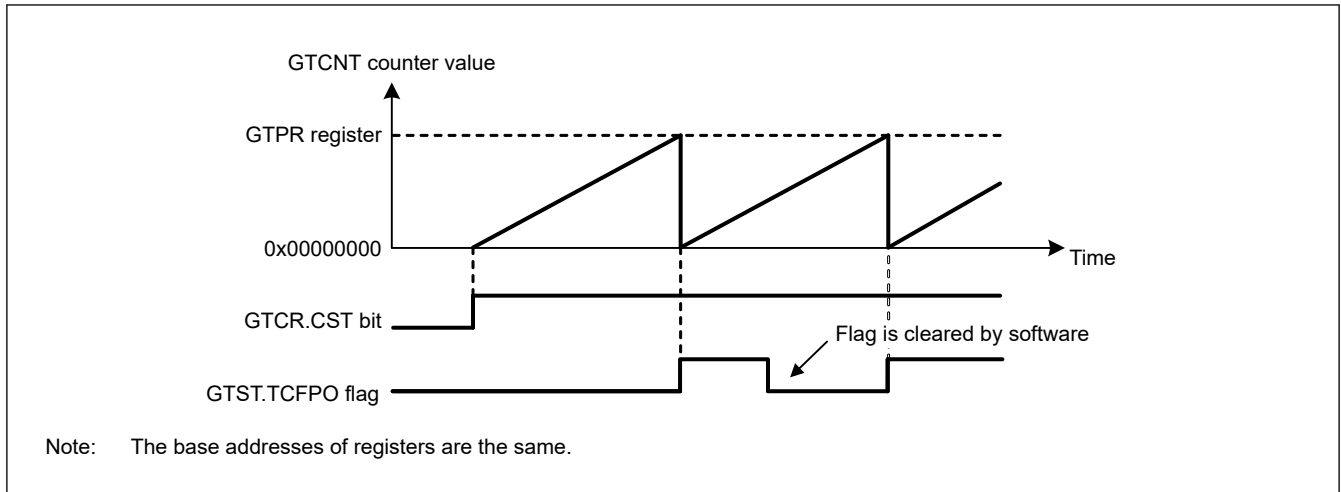 GTCNT counter value
GTPR register
0x00000000
Time
GTCR.CST bit
Flag is cleared by software
GTST.TCFPO flag
Note: The base addresses of registers are the same.